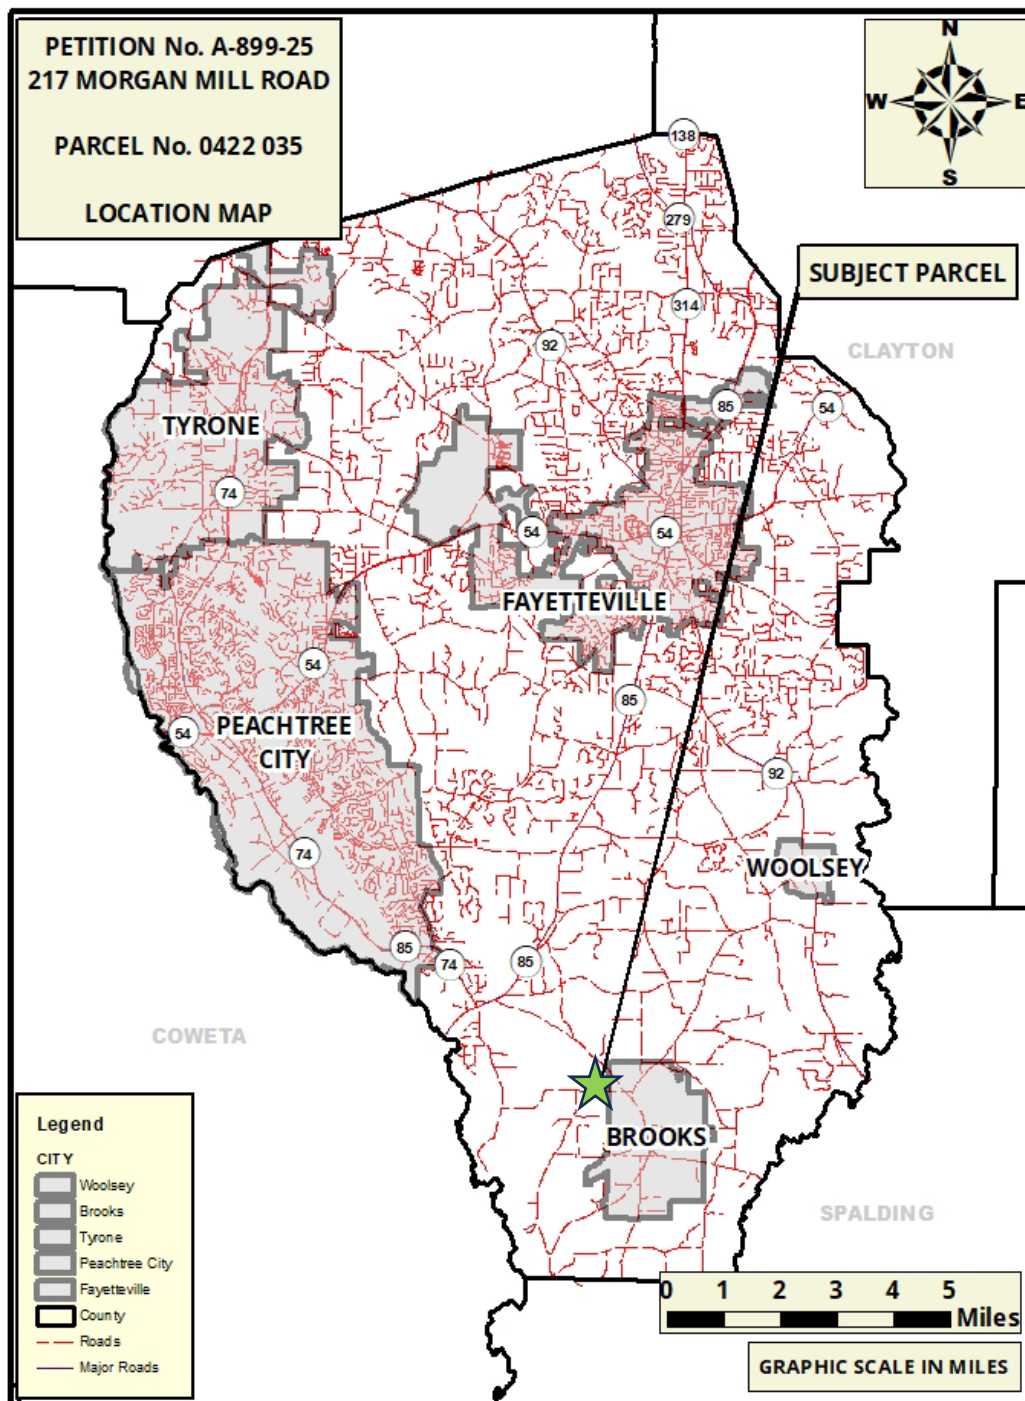 PETITION No. A-899-25
217 MORGAN MILL ROAD
PARCEL No. 0422 035
LOCATION MAP
N
W
E
S
138
279
SUBJECT PARCEL
314
92
CLAYTON
85
54
TYRONE
74
54
54
FAYETTEVILLE
54
85
PEACHTREE
CITY
54
92
74
WOOLSEY
85
74
85
COWETA
BROOKS
SPALDING
Legend
CITY
Woolsey
Brooks
Tyrone
Peachtree City
Fayetteville
County
Roads
Major Roads
0 1 2 3 4 5
Miles
GRAPHIC SCALE IN MILES